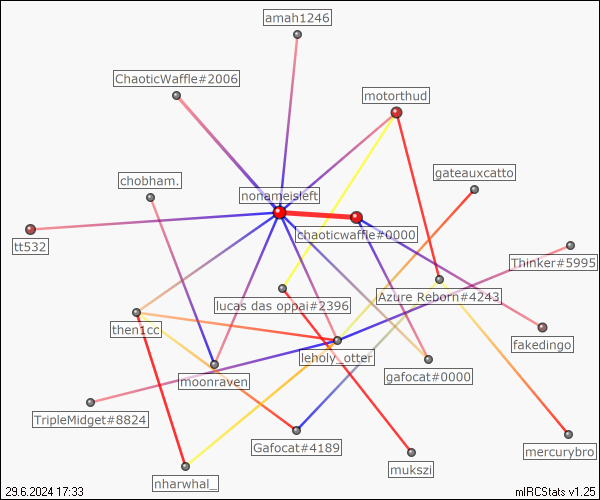 amah1246
ChaoticWaffle#2006
motorthud
gateauxcatto
chobham.
nonameisleft
chaoticwaffle#0000
tt532
Thinker#5995
lucas das oppai#2396
Azure Reborn#4243
then1cc
fakedingo
leholy_otter
gafocat#0000
moonraven
TripleMidget#8824
Gafocat#4189
mercurybro
mukszi
nharwhal_
29.6.2024 17:33
mIRCStats v1.25